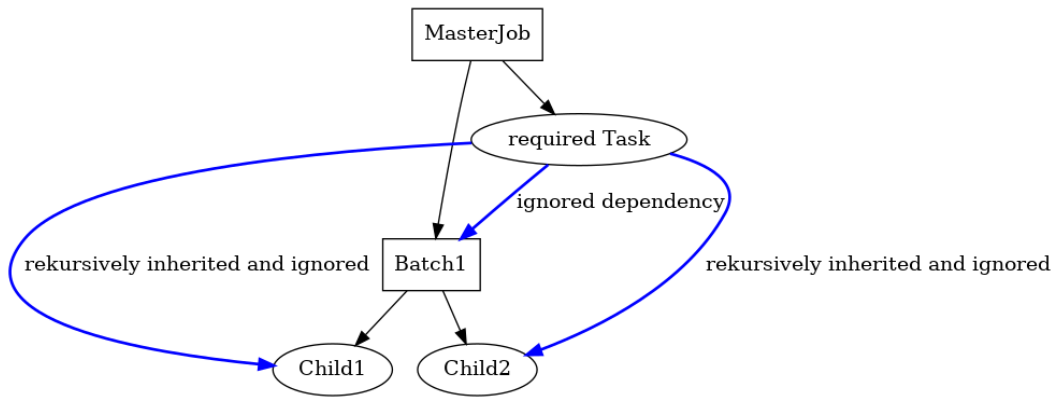 MasterJob
required Task
ignored dependency
rekursively inherited and ignored
Batch1
rekursively inherited and ignored
Child1
Child2